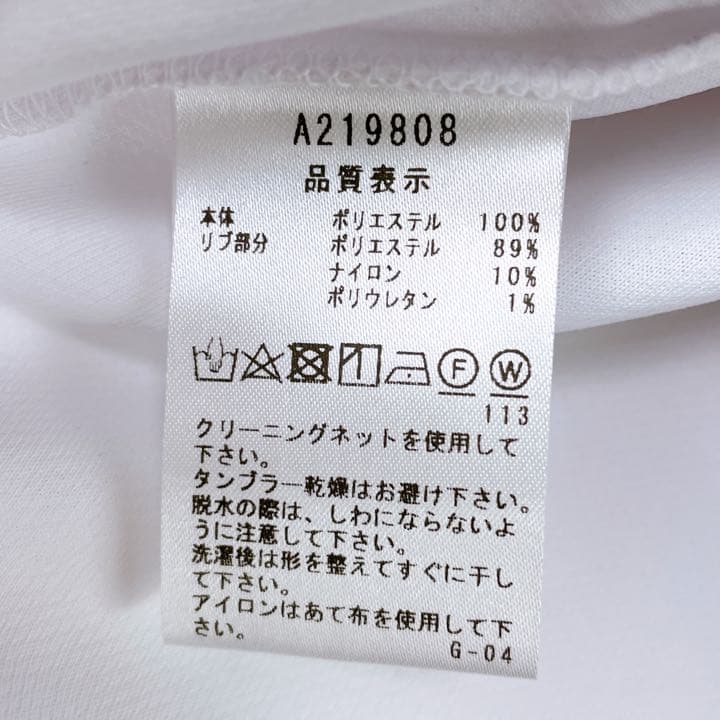 A219808
品質表示
本体 ポリエステル 100%
リブ部分 ポリエステル 89%
ナイロン 10%
ポリウレタン 1%
F W
113
クリーニングネットを使用して
下さい。
タンブラー乾燥はお避け下さい。
脱水の際は、しわにならないよ
うに注意して下さい。
洗濯後は形を整えてすぐに干し
て下さい。
アイロンはあて布を使用して下
さい。
G-04